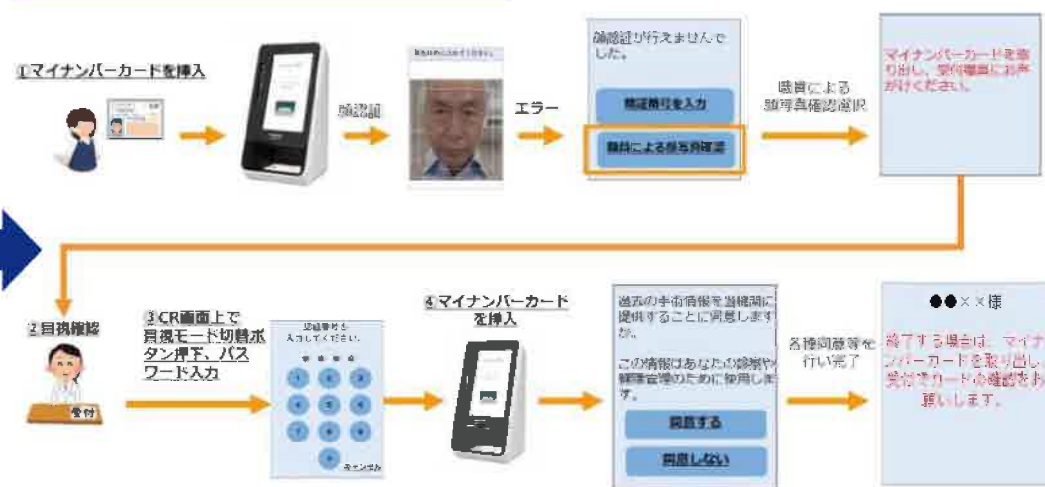 ①マイナンバーカードを挿入
顔認証
エラー
顔認証が行えませんで
した。
暗証番号を入力
職員による顔写真確認
職員による
顔写真確認選択
マイナンバーカードを取
り出し、受付職員にお声
がけください。
②目視確認
受付
③CR画面上で
目視モード切替ボ
タン押下、パス
ワード入力
暗証番号を
入力してください。
キャンセル
④マイナンバーカード
を挿入
過去の手術情報を当機関に
提供することに同意します
か。
この情報はあなたの診察や
健康管理のために使用しま
す。
同意する
同意しない
各種同意等を
行い完了
●●××様
終了する場合は、マイナ
ンバーカードを取り出し、
受付でカードの確認をお
願いします。